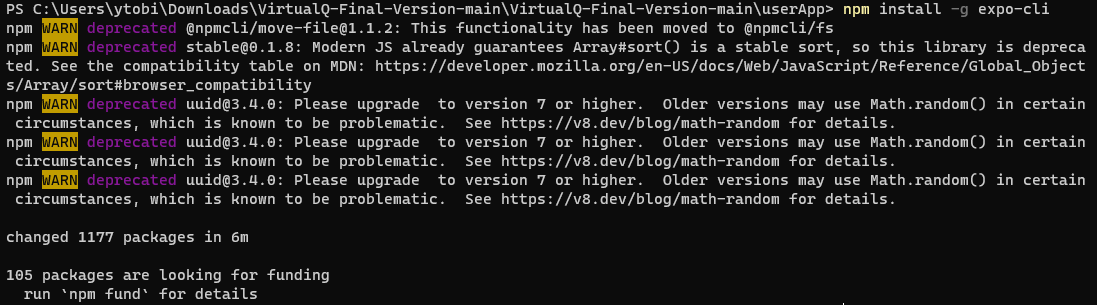 PS C:\Users\ytobi\Downloads\VirtualQ-Final-Version-main\VirtualQ-Final-Version-main\userApp> npm install -g expo-cli
npm WARN deprecated @npmcli/move-file@1.1.2: This functionality has been moved to @npmcli/fs
npm WARN deprecated stable@0.1.8: Modern JS already guarantees Array#sort() is a stable sort, so this library is depreca
ted. See the compatibility table on MDN: https://developer.mozilla.org/en-US/docs/Web/JavaScript/Reference/Global_Object
s/Array/sort#browser_compatibility
npm WARN deprecated uuid@3.4.0: Please upgrade  to version 7 or higher.  Older versions may use Math.random() in certain
 circumstances, which is known to be problematic.  See https://v8.dev/blog/math-random for details.
npm WARN deprecated uuid@3.4.0: Please upgrade  to version 7 or higher.  Older versions may use Math.random() in certain
 circumstances, which is known to be problematic.  See https://v8.dev/blog/math-random for details.
npm WARN deprecated uuid@3.4.0: Please upgrade  to version 7 or higher.  Older versions may use Math.random() in certain
 circumstances, which is known to be problematic.  See https://v8.dev/blog/math-random for details.

changed 1177 packages in 6m

105 packages are looking for funding
  run `npm fund` for details